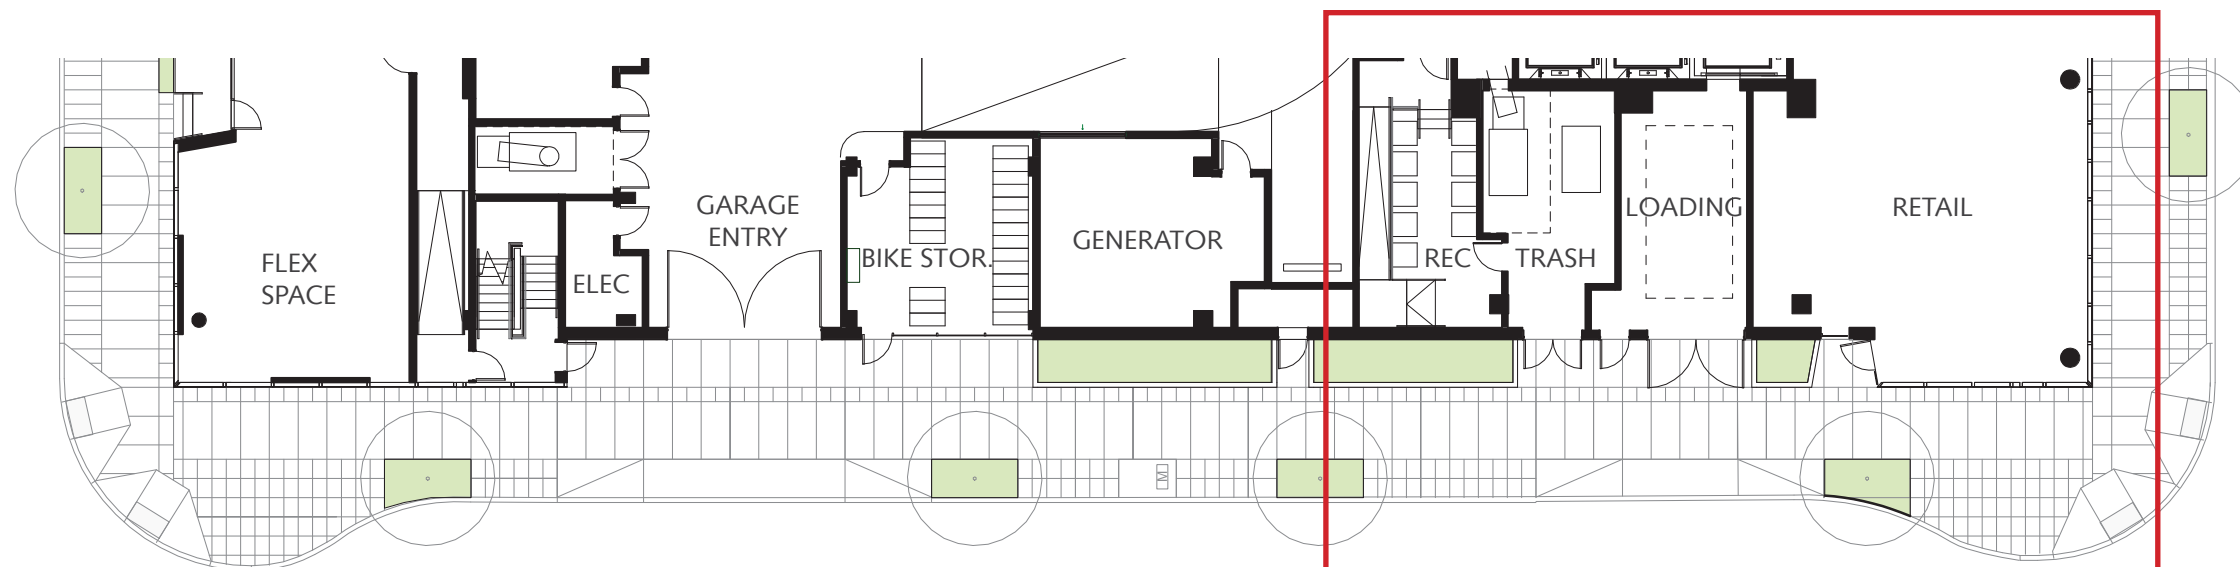 FLEX
SPACE
ELEC
GARAGE
ENTRY
BIKE STOR.
GENERATOR
REC
TRASH
LOADING
RETAIL
M